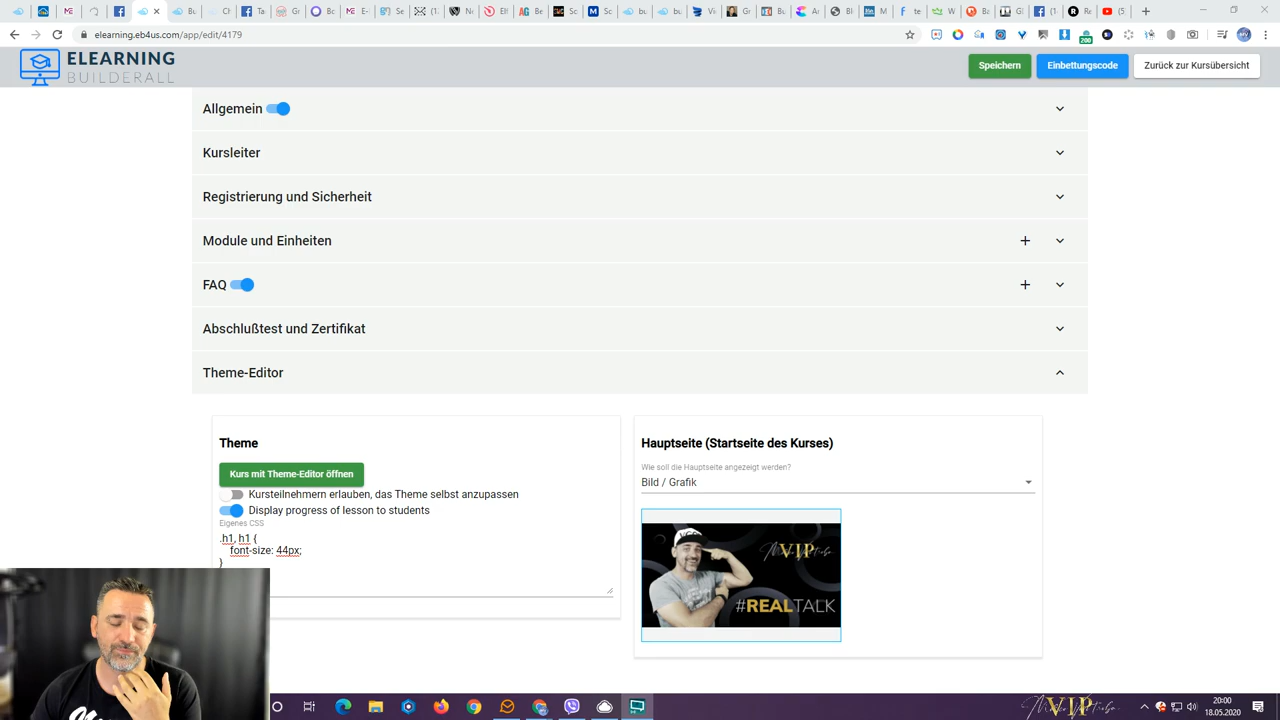 elearning.eb4us.com/app/edit/4179
200
MV
ELEARNING
BUILDERALL
Speichern
Einbettungscode
Zurück zur Kursübersicht
Allgemein
Kursleiter
Registrierung und Sicherheit
Module und Einheiten
FAQ
Abschlußtest und Zertifikat
Theme-Editor
Theme
Kurs mit Theme-Editor öffnen
Kursteilnehmern erlauben, das Theme selbst anzupassen
Display progress of lesson to students
Eigenes CSS
.h1, h1 {
font-size: 44px;
}
Hauptseite (Startseite des Kurses)
Wie soll die Hauptseite angezeigt werden?
Bild / Grafik
VIP
#REALTALK
VIP
20:00
18.05.2020